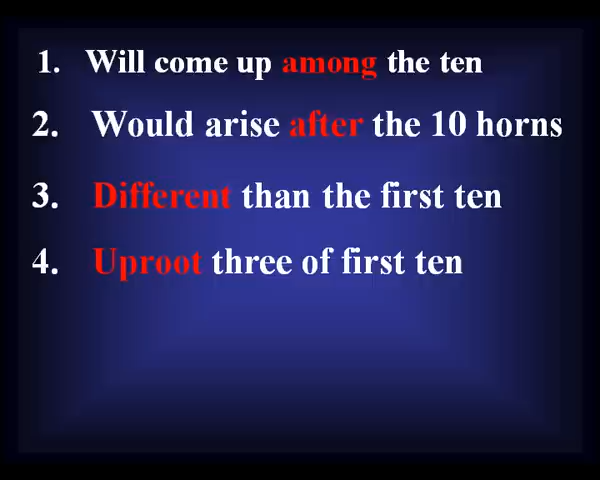 1. Will come up among the ten
2. Would arise after the 10 horns
3. Different than the first ten
4. Uproot three of first ten